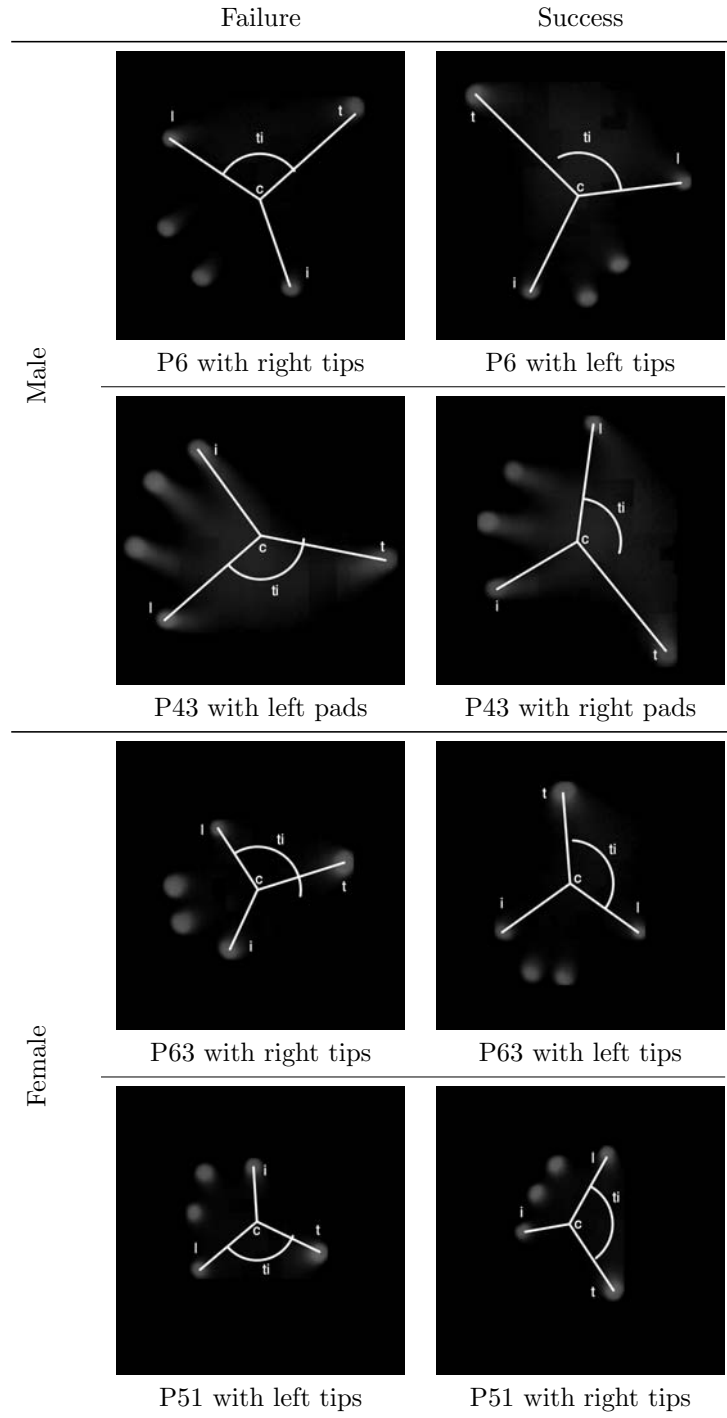 Failure Success
Male
l t ti c i
t l ti c i
P6 with right tips P6 with left tips
i c t l ti
l ti c i t
P43 with left pads P43 with right pads
Female
l ti c t i
t ti c i l
P63 with right tips P63 with left tips
i c t l ti
l ti i c t
P51 with left tips P51 with right tips